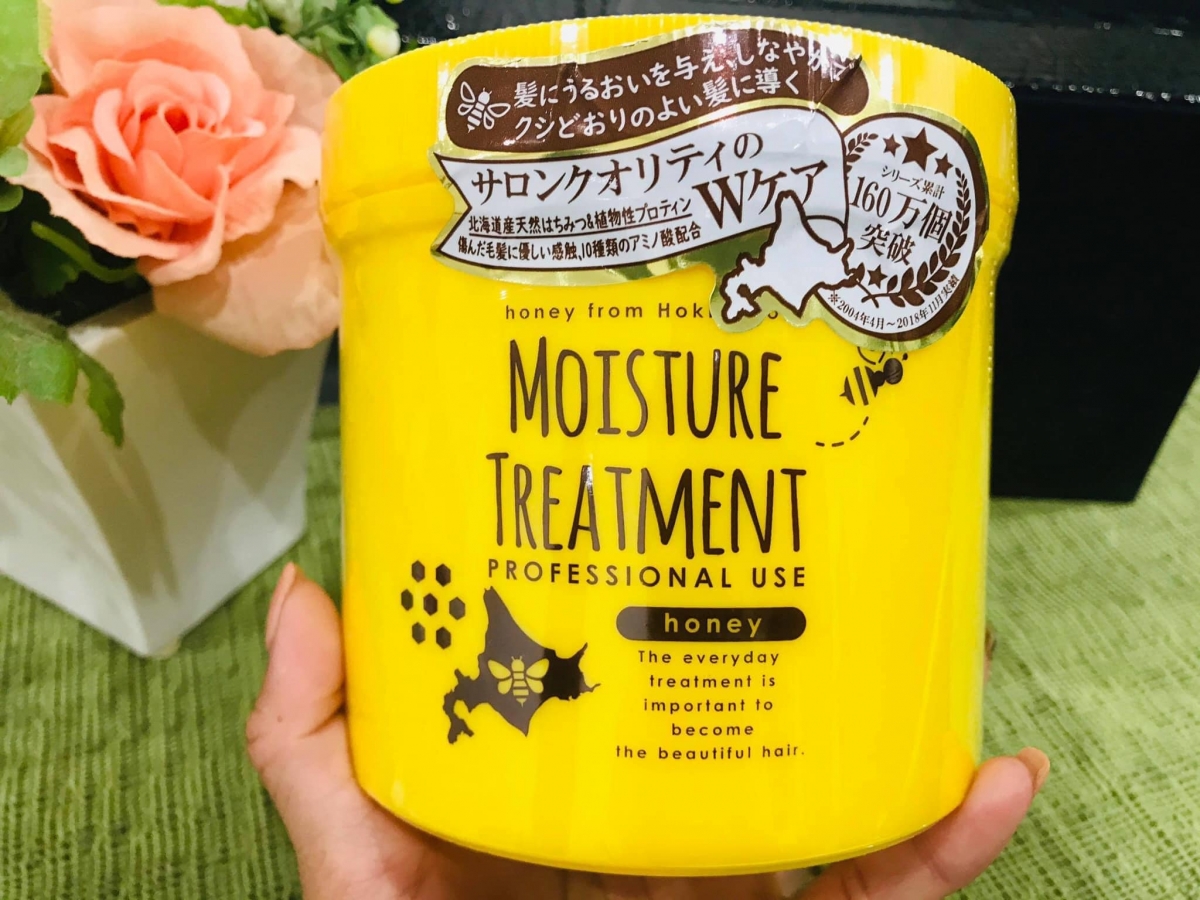 髪にうるおいを与え、しなやかで
クシどおりのよい髪に導く
サロンクオリティの
Wケア
北海道産天然はちみつ&植物性プロテイン
傷んだ毛髪に優しい感触、10種類のアミノ酸配合
シリーズ累計
160万個
突破
※2004年4月~2018年11月実績
honey from Hok
MOISTURE
TREATMENT
PROFESSIONAL USE
honey
The everyday
treatment is
important to
become
the beautiful hair.